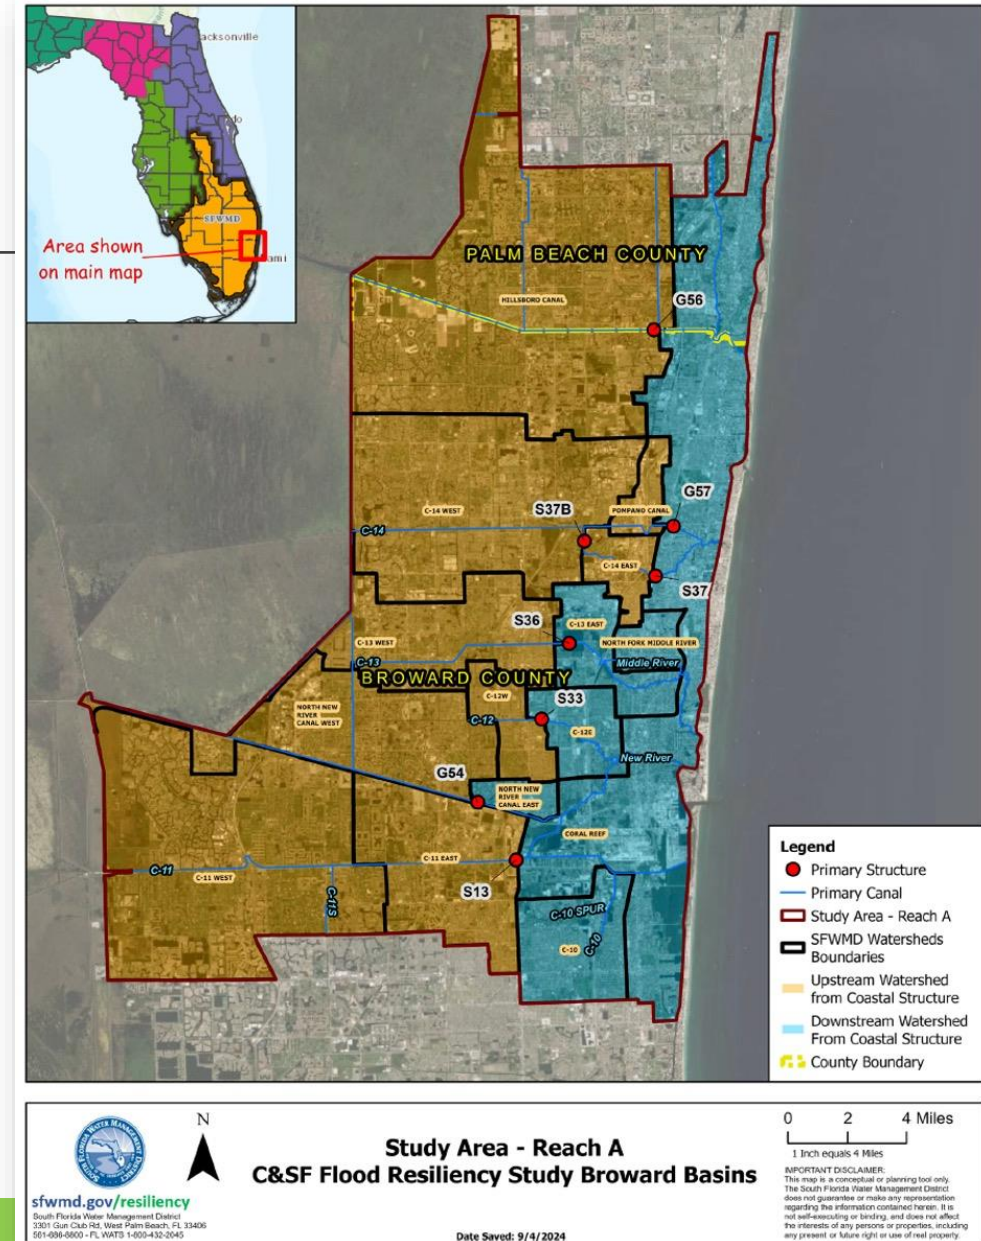 acksonville
do
SFWMD
ami
Area shown
on main map
PALM BEACH COUNTY
HILLSBORO CANAL
G56
G57
S37B
POMPANO CANAL
C-14 WEST
C-14
C-14 EAST
S37
S36
C-13 EAST
NORTH FORK MIDDLE RIVER
C-13 WEST
C-13
Middle River
BROWARD COUNTY
C-12W
S33
NORTH NEW
RIVER
CANAL WEST
C-12
C-12E
New River
G54
NORTH NEW
RIVER
CANAL EAST
CORAL REEF
C-11
C-11 WEST
C-11 EAST
C-11S
S13
C-10 SPUR
C-10
C-10
Legend
Primary Structure
Primary Canal
Study Area - Reach A
SFWMD Watersheds
Boundaries
Upstream Watershed
from Coastal Structure
Downstream Watershed
From Coastal Structure
County Boundary
SOUTH FLORIDA WATER MANAGEMENT DISTRICT
sfwmd.gov/resiliency
South Florida Water Management District
3301 Gun Club Rd, West Palm Beach, FL 33406
561-686-8800 - FL WATS 1-800-432-2045
N
Study Area - Reach A
C&SF Flood Resiliency Study Broward Basins
Date Saved: 9/4/2024
0 2 4 Miles
1 Inch equals 4 Miles
IMPORTANT DISCLAIMER:
This map is a conceptual or planning tool only.
The South Florida Water Management District
does not guarantee or make any representation
regarding the information contained herein. It is
not self-executing or binding, and does not affect
the interests of any persons or properties, including
any present or future right or use of real property.